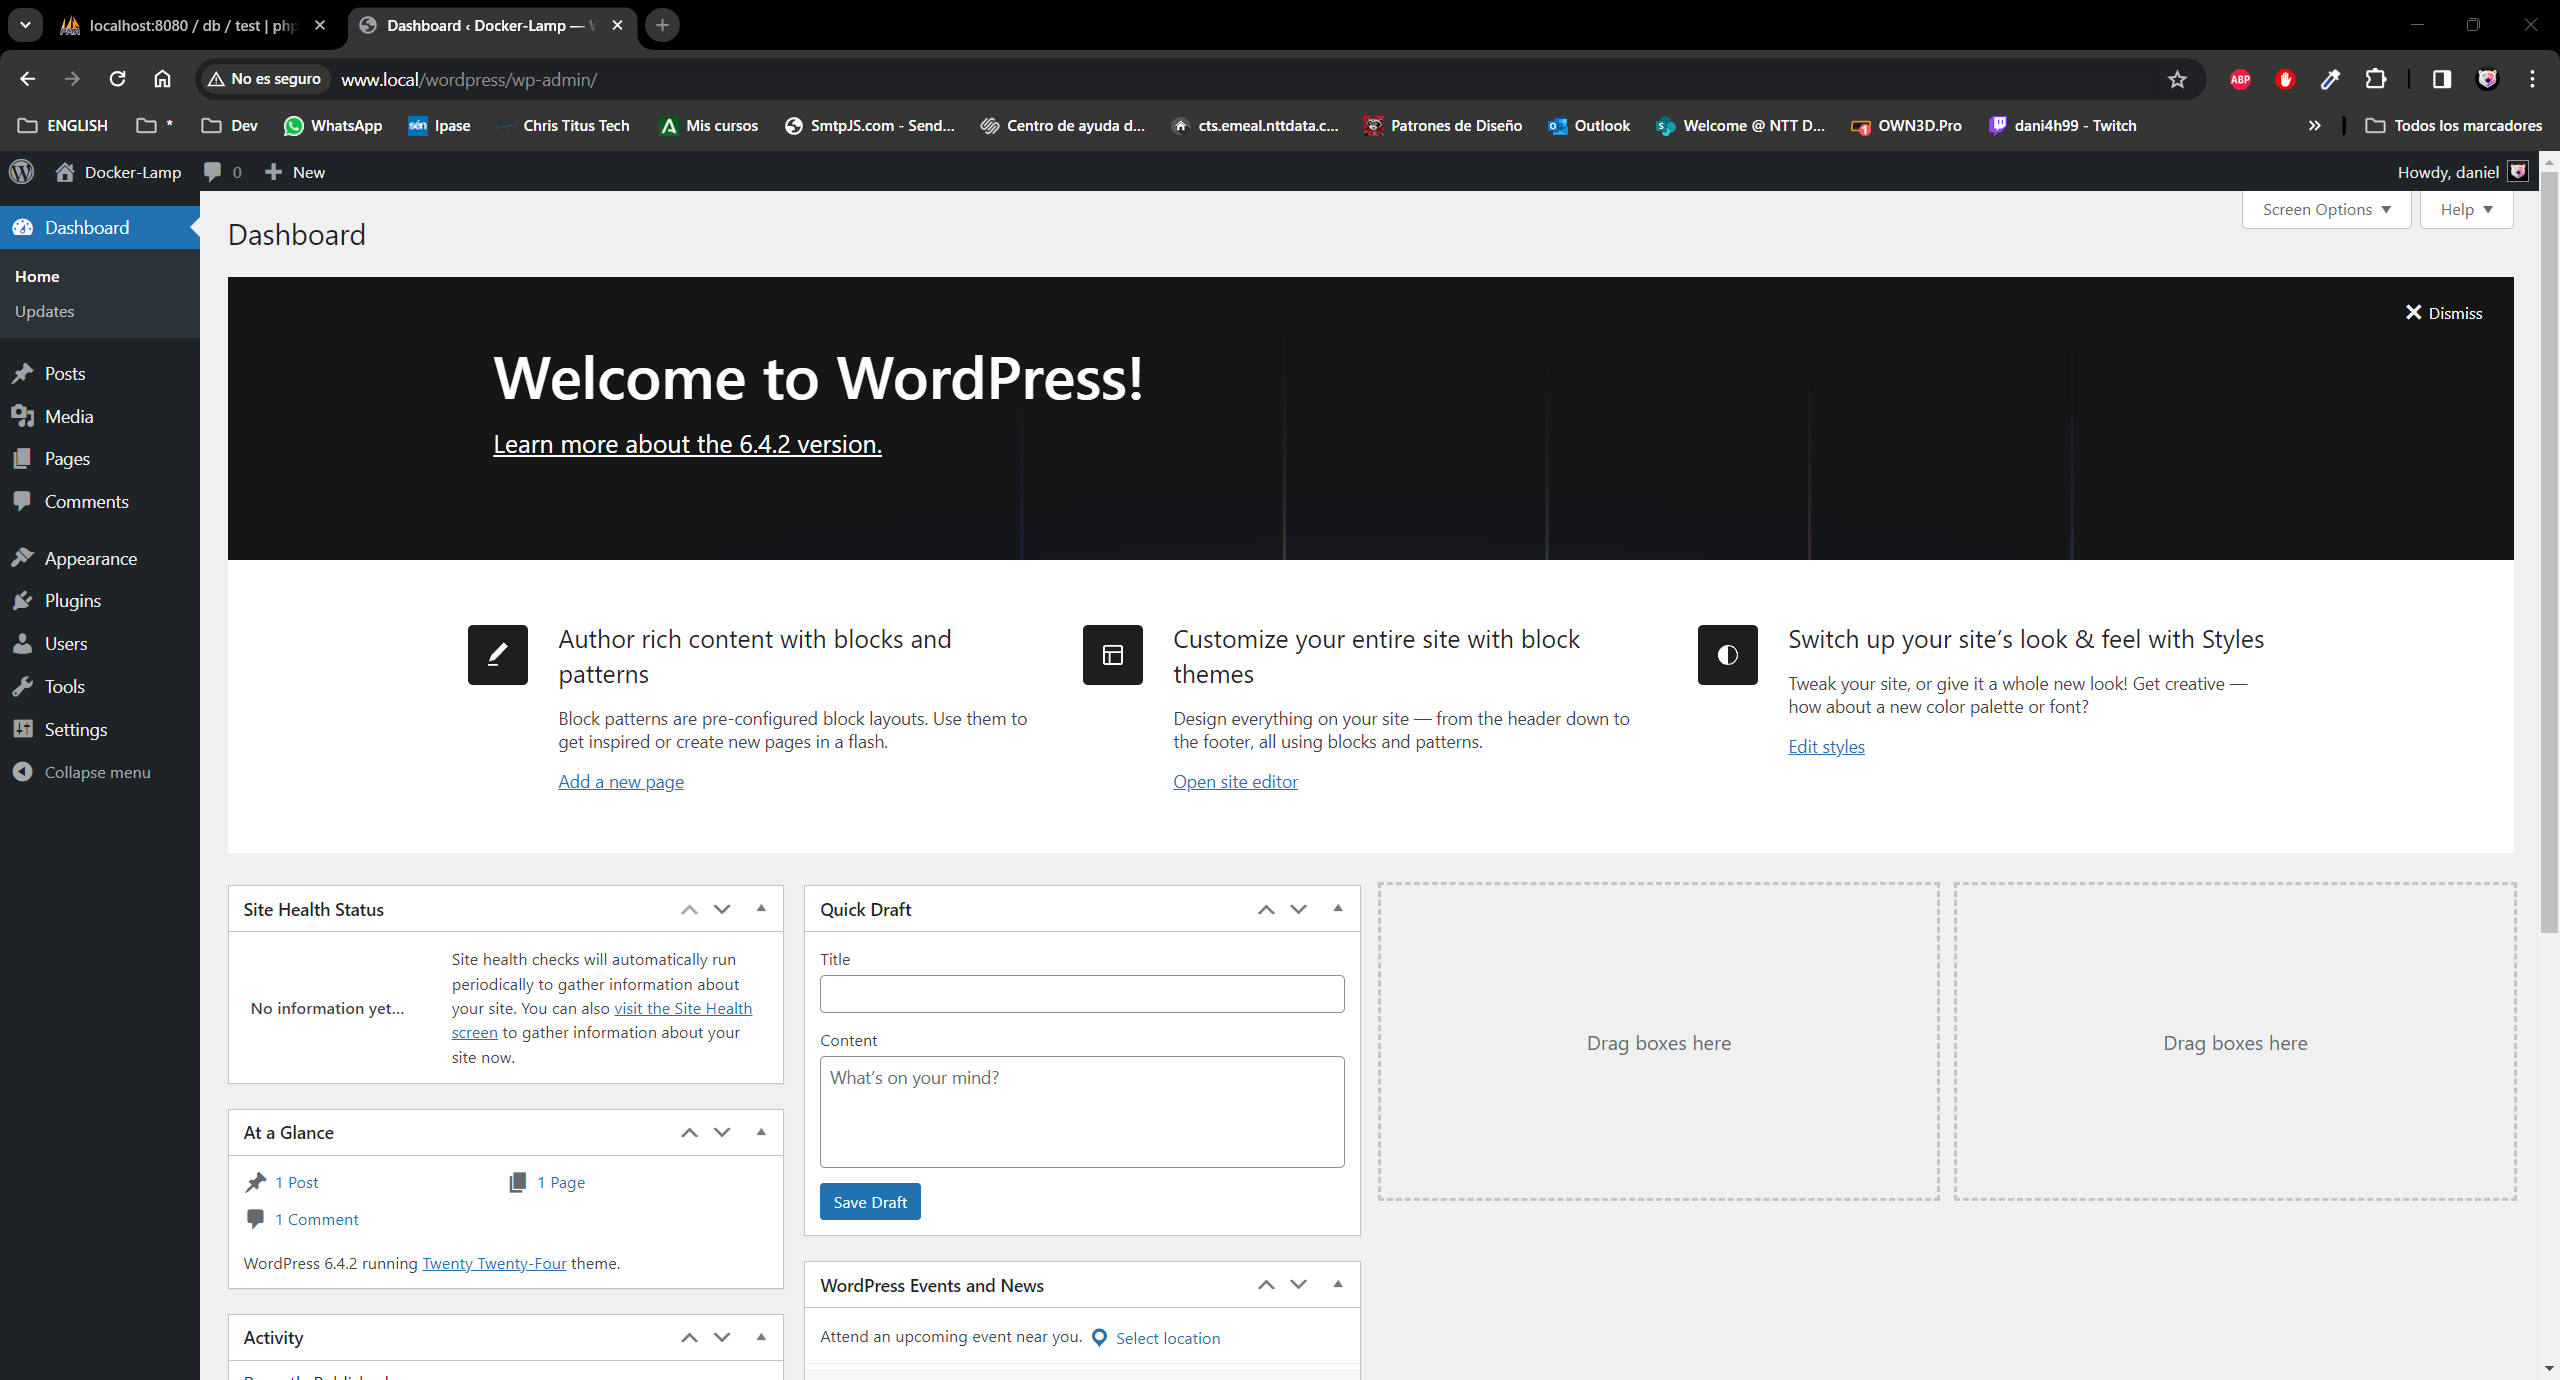 localhost:8080 / db / test | php
Dashboard ‹ Docker-Lamp — W
No es seguro
www.local/wordpress/wp-admin/
ABP
ENGLISH
*
Dev
WhatsApp
Ipase
Chris Titus Tech
Mis cursos
SmtpJS.com - Send...
Centro de ayuda d...
cts.emeal.nttdata.c...
Patrones de Diseño
Outlook
Welcome @ NTT D...
OWN3D.Pro
dani4h99 - Twitch
»
Todos los marcadores
Docker-Lamp
0
New
Howdy, daniel
Dashboard
Home
Updates
Posts
Media
Pages
Comments
Appearance
Plugins
Users
Tools
Settings
Collapse menu
Screen Options
Help
Dashboard
Dismiss
Welcome to WordPress!
Learn more about the 6.4.2 version.
Author rich content with blocks and
patterns
Block patterns are pre-configured block layouts. Use them to
get inspired or create new pages in a flash.
Add a new page
Customize your entire site with block
themes
Design everything on your site — from the header down to
the footer, all using blocks and patterns.
Open site editor
Switch up your site’s look & feel with Styles
Tweak your site, or give it a whole new look! Get creative —
how about a new color palette or font?
Edit styles
Site Health Status
No information yet…
Site health checks will automatically run
periodically to gather information about
your site. You can also visit the Site Health
screen to gather information about your
site now.
At a Glance
1 Post
1 Page
1 Comment
WordPress 6.4.2 running Twenty Twenty-Four theme.
Activity
Quick Draft
Title
Content
What’s on your mind?
Save Draft
WordPress Events and News
Attend an upcoming event near you.
Select location
Drag boxes here
Drag boxes here